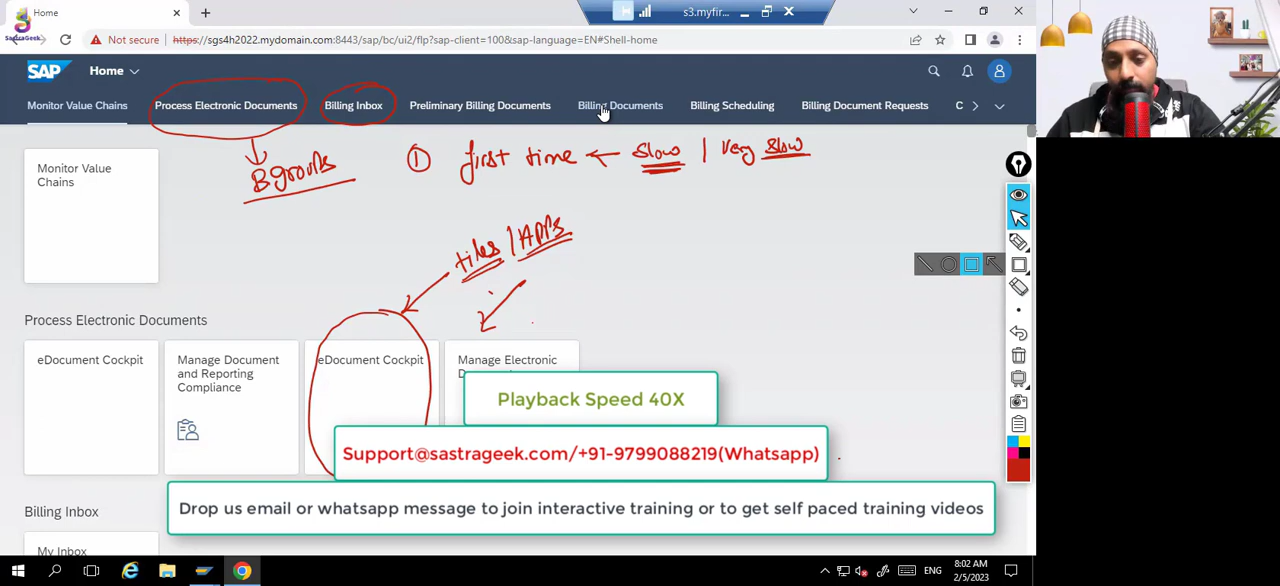 Home
s3.myfir
SastraGeek
Not secure https://sgs4h2022.mydomain.com:8443/sap/bc/ui2/flp?sap-client=100&sap-language=EN#Shell-home
SAP Home
Monitor Value Chains Process Electronic Documents Billing Inbox Preliminary Billing Documents Billing Documents Billing Scheduling Billing Document Requests C
① first time ← slow | very slow
Bgroups
Monitor Value
Chains
tiles | Apps
Process Electronic Documents
eDocument Cockpit
Manage Document
and Reporting
Compliance
eDocument Cockpit
Manage Electronic
Playback Speed 40X
Support@sastrageek.com/+91-9799088219(Whatsapp)
Drop us email or whatsapp message to join interactive training or to get self paced training videos
Billing Inbox
My Inbox
ENG
8:02 AM
2/5/2023